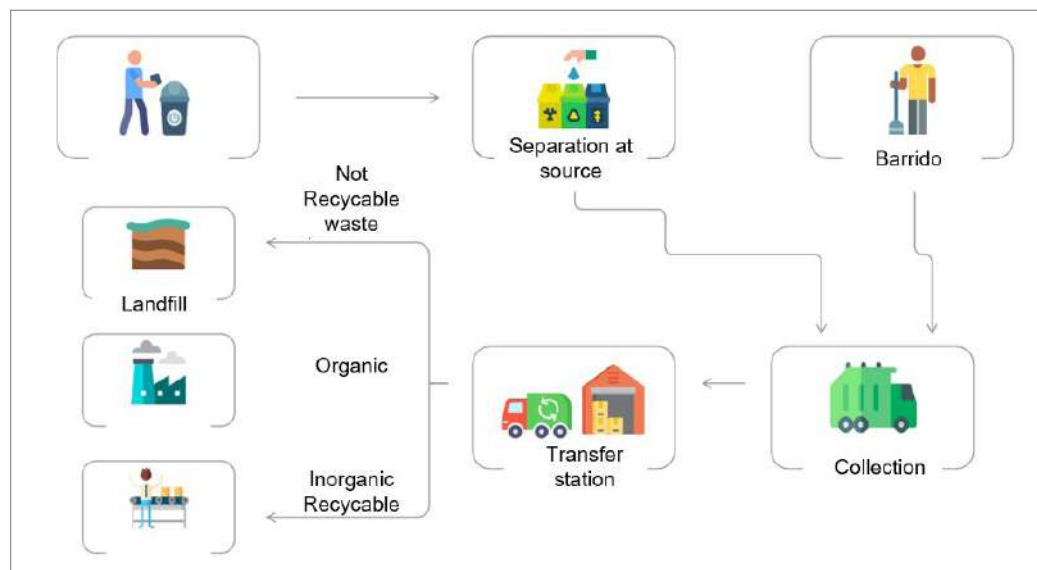 Separation at
source
Barrido
Not
Recycable
waste
Landfill
Organic
Transfer
station
Collection
Inorganic
Recycable